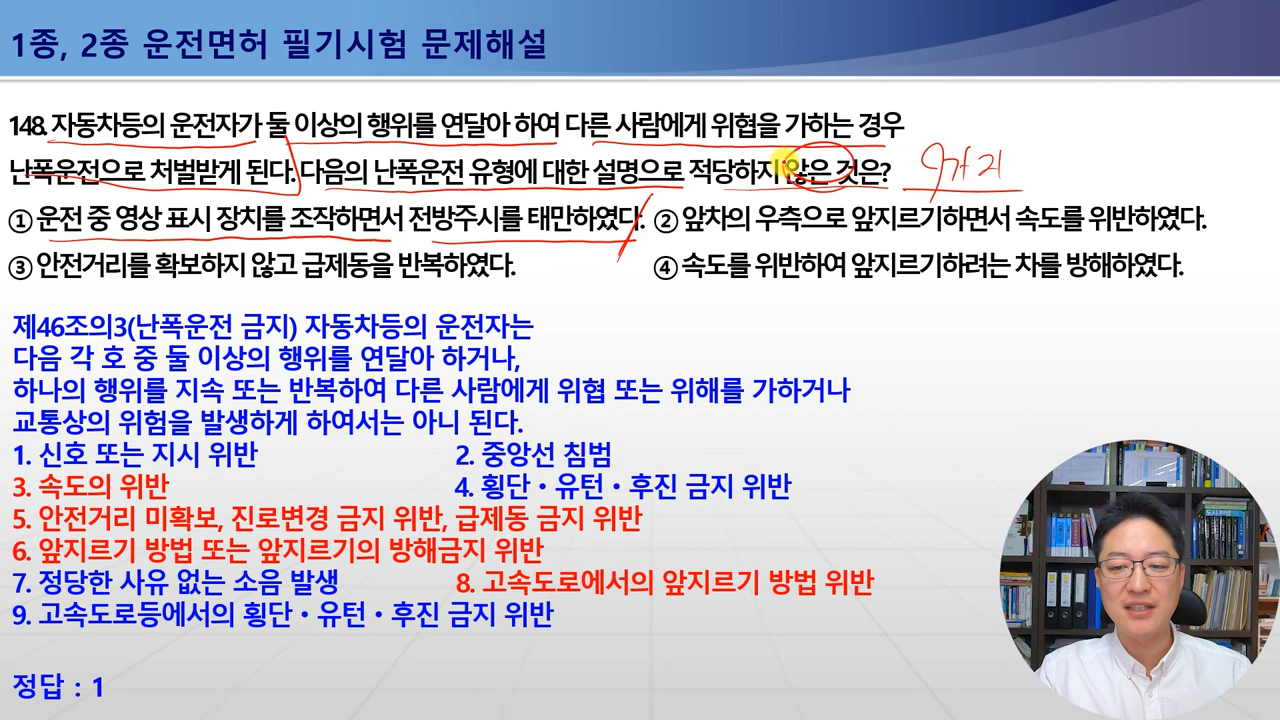 1종, 2종 운전면허 필기시험 문제해설
148. 자동차등의 운전자가 둘 이상의 행위를 연달아 하여 다른 사람에게 위협을 가하는 경우
난폭운전으로 처벌받게 된다. 다음의 난폭운전 유형에 대한 설명으로 적당하지 않은 것은?
① 운전 중 영상 표시 장치를 조작하면서 전방주시를 태만하였다. ② 앞차의 우측으로 앞지르기하면서 속도를 위반하였다.
③ 안전거리를 확보하지 않고 급제동을 반복하였다. ④ 속도를 위반하여 앞지르기하려는 차를 방해하였다.
제46조의3(난폭운전 금지) 자동차등의 운전자는
다음 각 호 중 둘 이상의 행위를 연달아 하거나,
하나의 행위를 지속 또는 반복하여 다른 사람에게 위협 또는 위해를 가하거나
교통상의 위험을 발생하게 하여서는 아니 된다.
1. 신호 또는 지시 위반 2. 중앙선 침범
3. 속도의 위반 4. 횡단・유턴・후진 금지 위반
5. 안전거리 미확보, 진로변경 금지 위반, 급제동 금지 위반
6. 앞지르기 방법 또는 앞지르기의 방해금지 위반
7. 정당한 사유 없는 소음 발생 8. 고속도로에서의 앞지르기 방법 위반
9. 고속도로등에서의 횡단・유턴・후진 금지 위반
정답 : 1